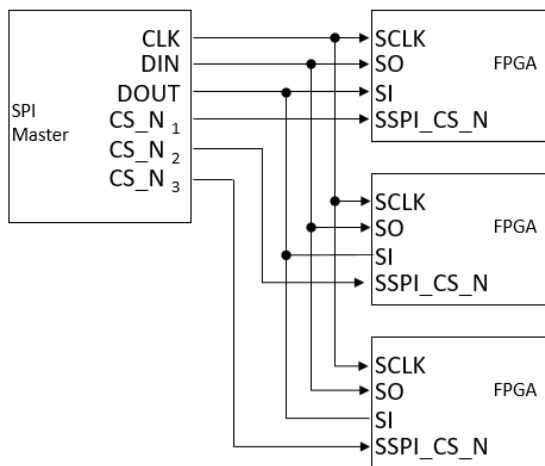 CLK
DIN
DOUT
CS_N 1
CS_N 2
CS_N 3
SPI
Master
SCLK
SO
SI
SSPI_CS_N
FPGA
SCLK
SO
SI
SSPI_CS_N
FPGA
SCLK
SO
SI
SSPI_CS_N
FPGA